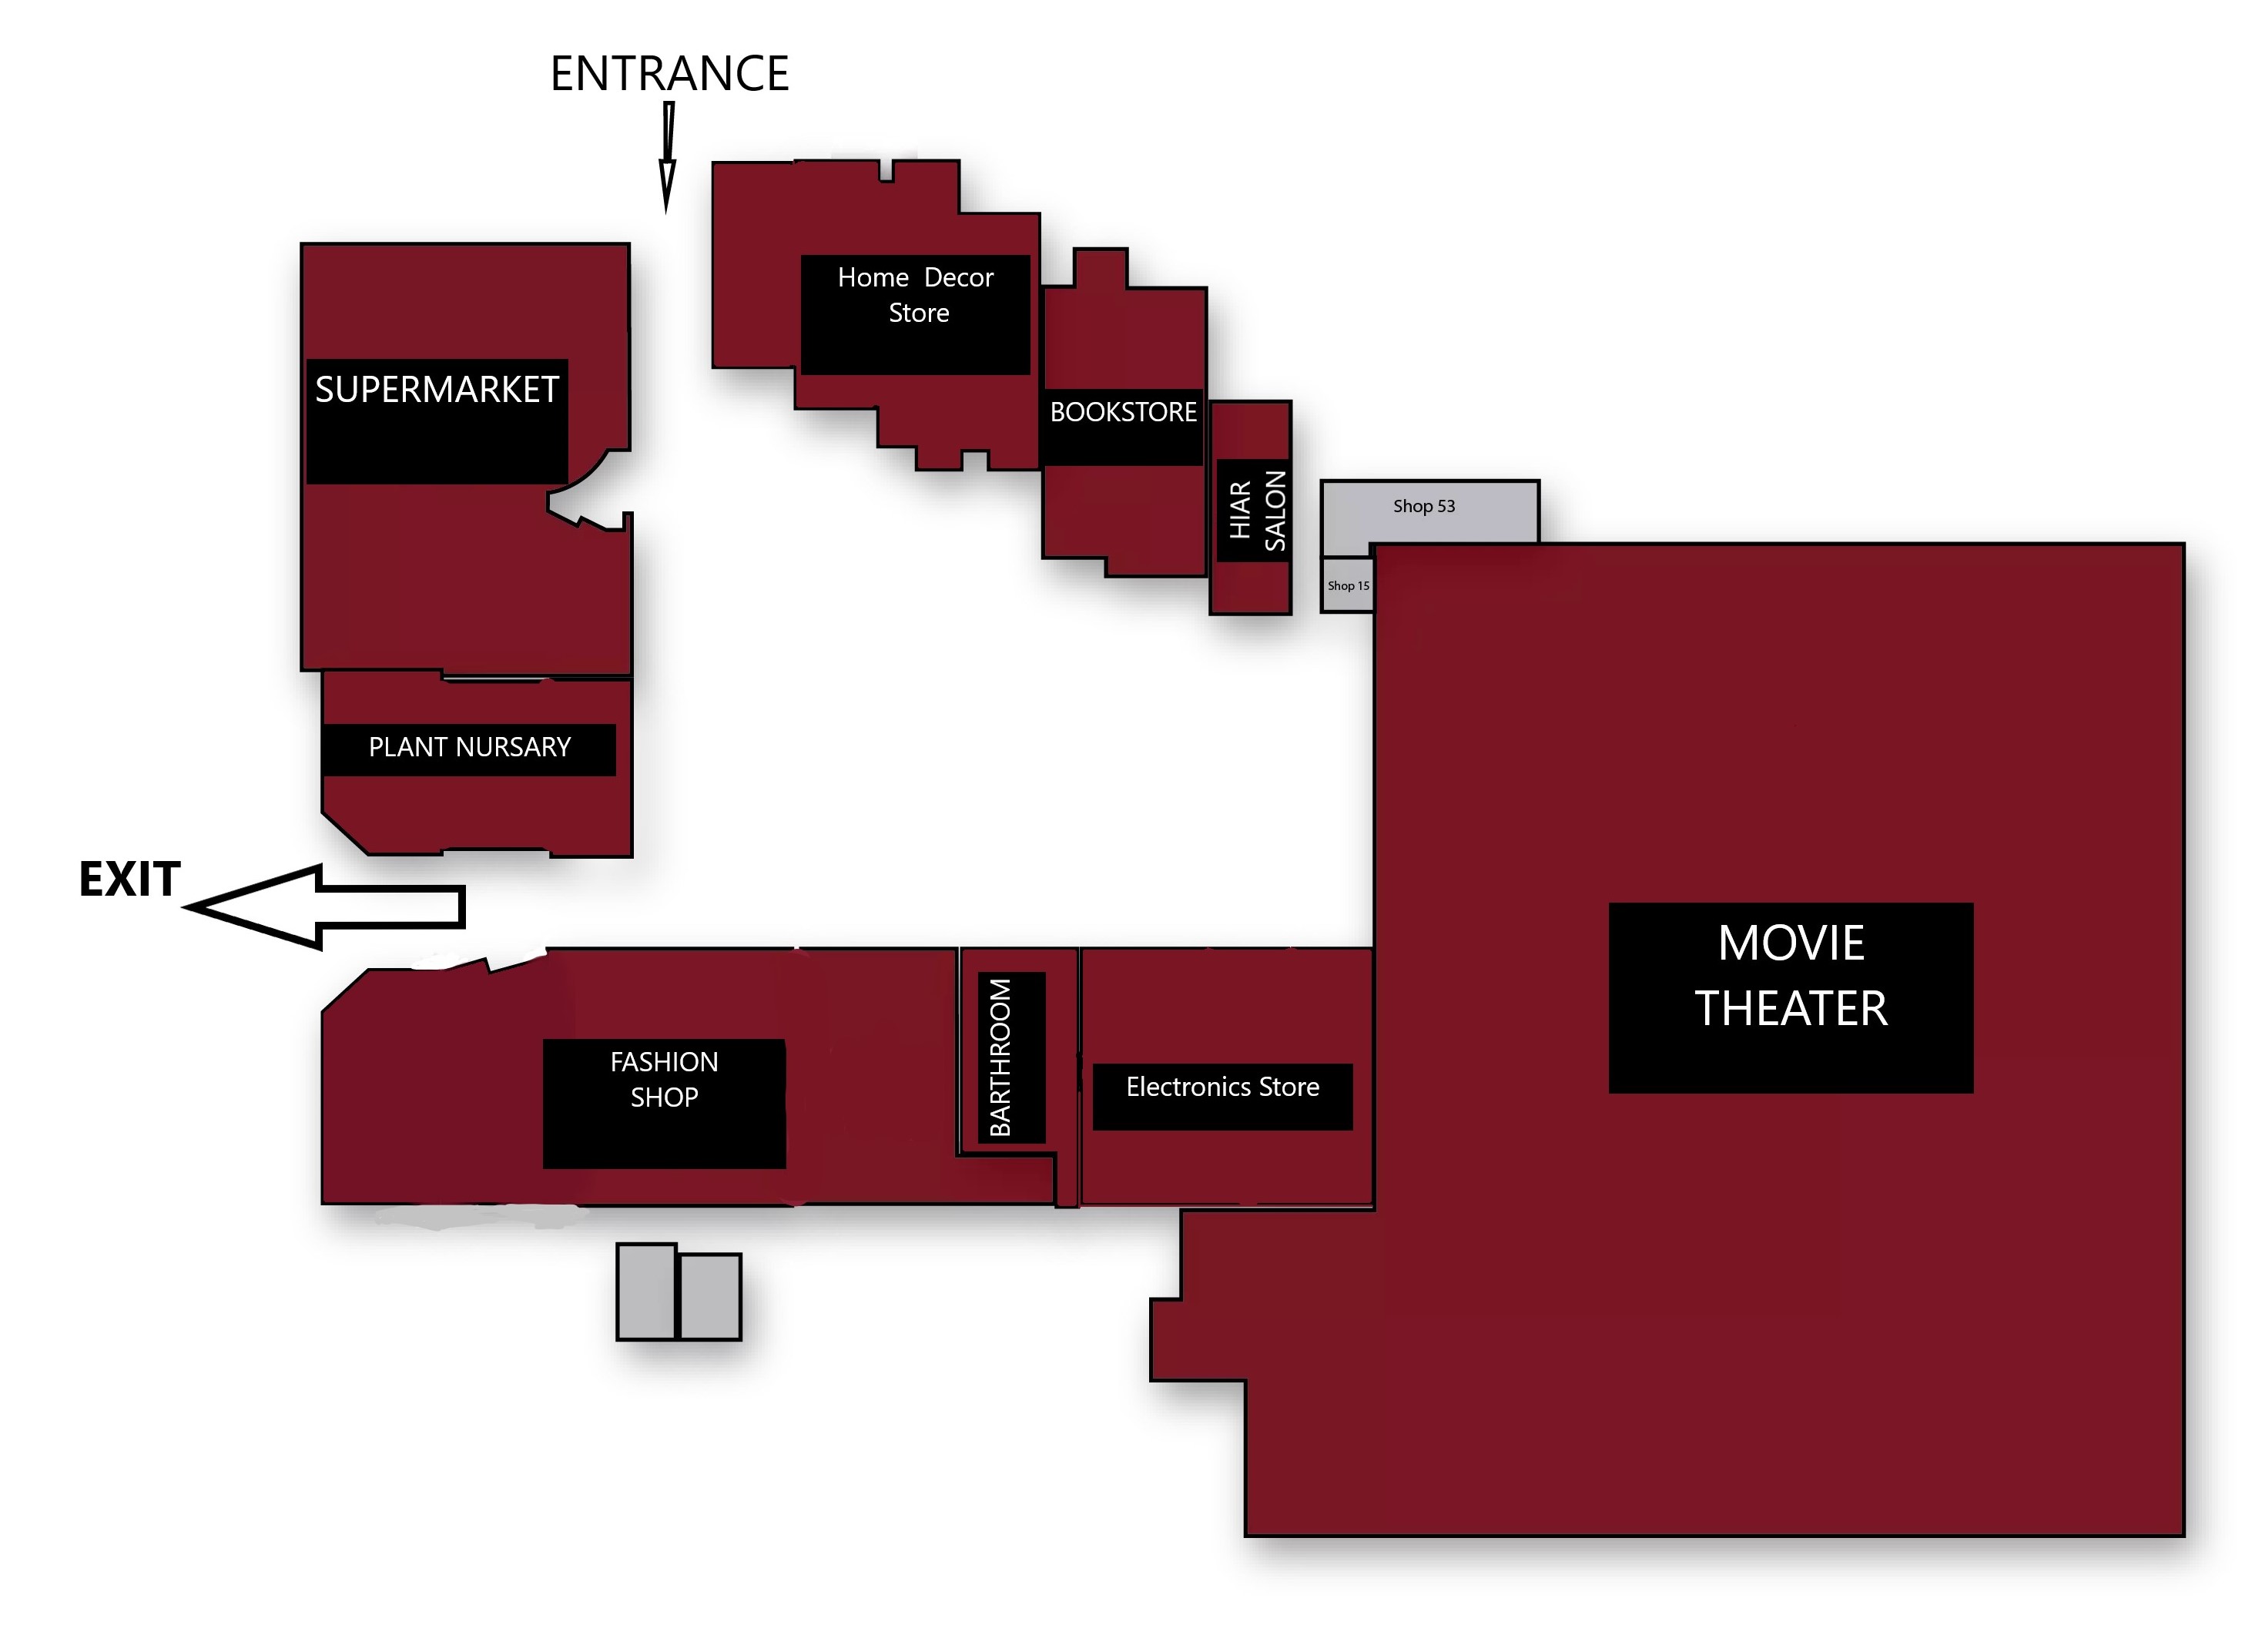 ENTRANCE
Home  Decor
Store
SUPERMARKET
BOOKSTORE
HIAR
SALON
Shop 53
Shop 15
PLANT NURSARY
EXIT
MOVIE
THEATER
FASHION
SHOP
BARTHROOM
Electronics Store